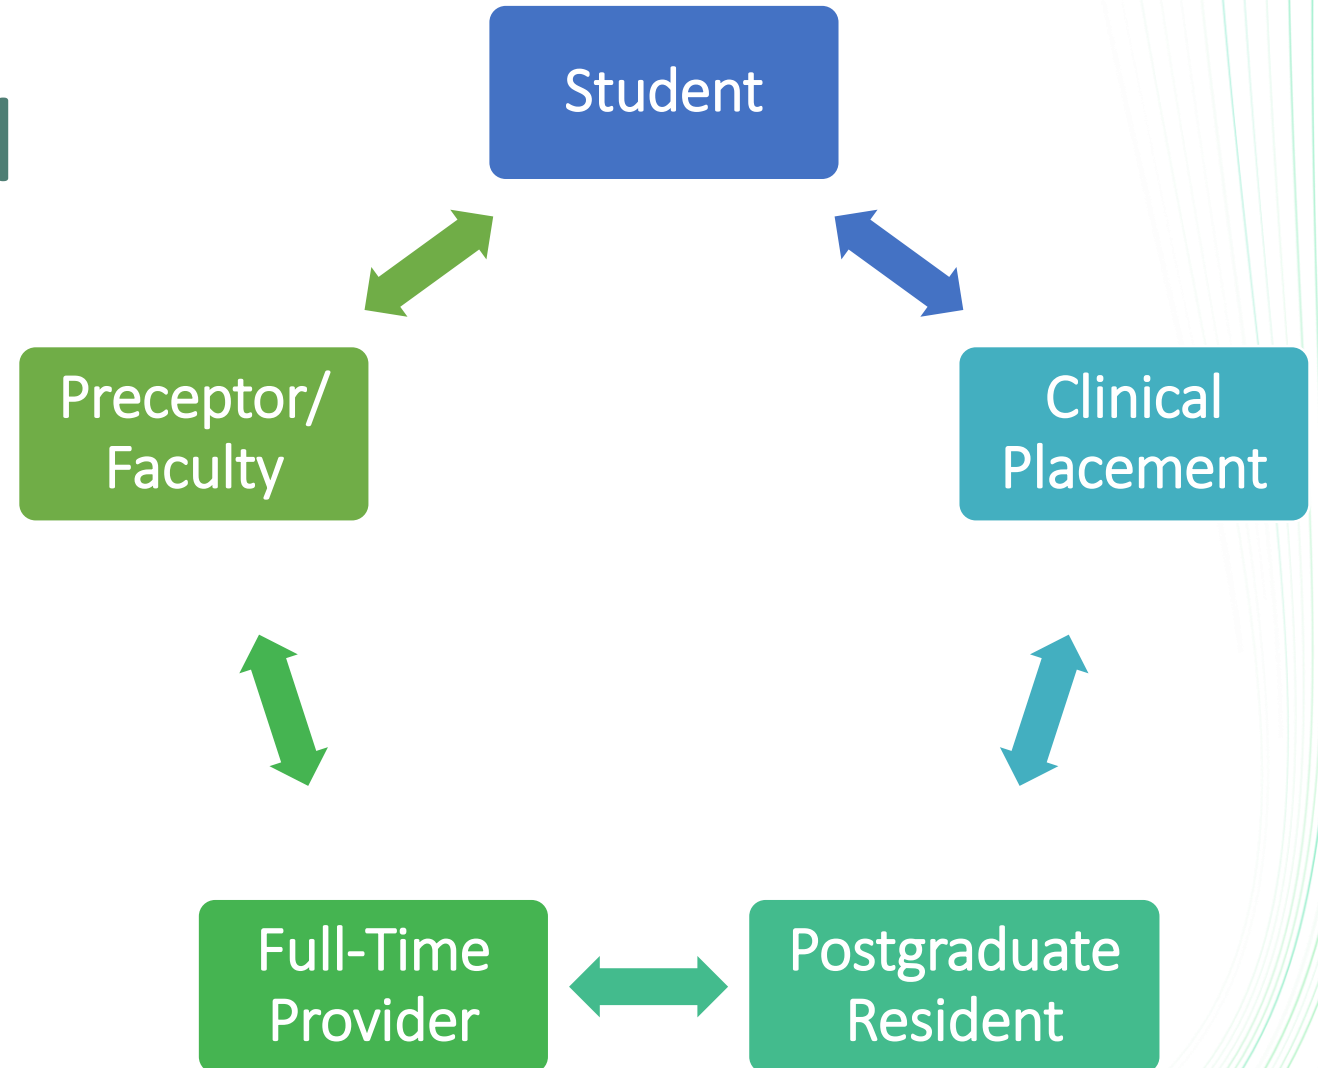 Student
Preceptor/
Faculty
Clinical
Placement
Full-Time
Provider
Postgraduate
Resident